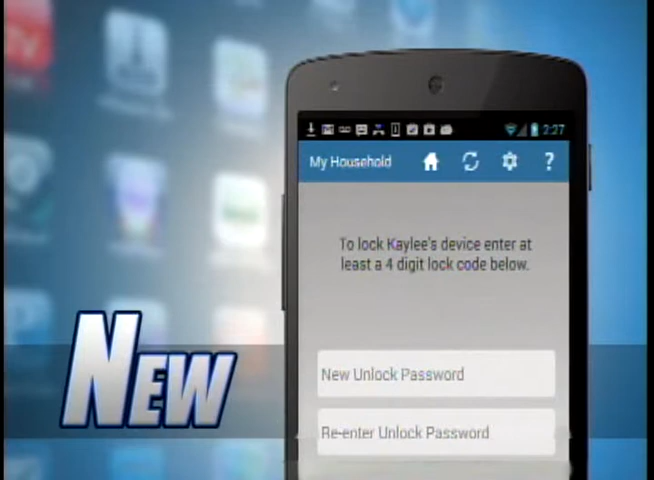 2:27
My Household
?
To lock Kaylee's device enter at
least a 4 digit lock code below.
New Unlock Password
Re-enter Unlock Password
NEW